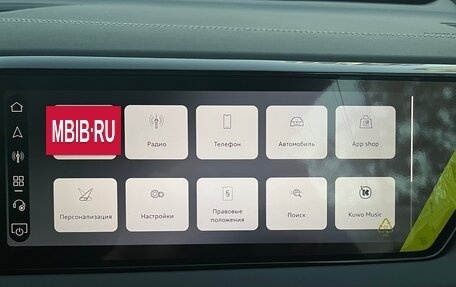 MBIB·RU
Радио
Телефон
Автомобиль
App shop
Персонализация
Настройки
Правовые
положения
Поиск
Kuwo Music